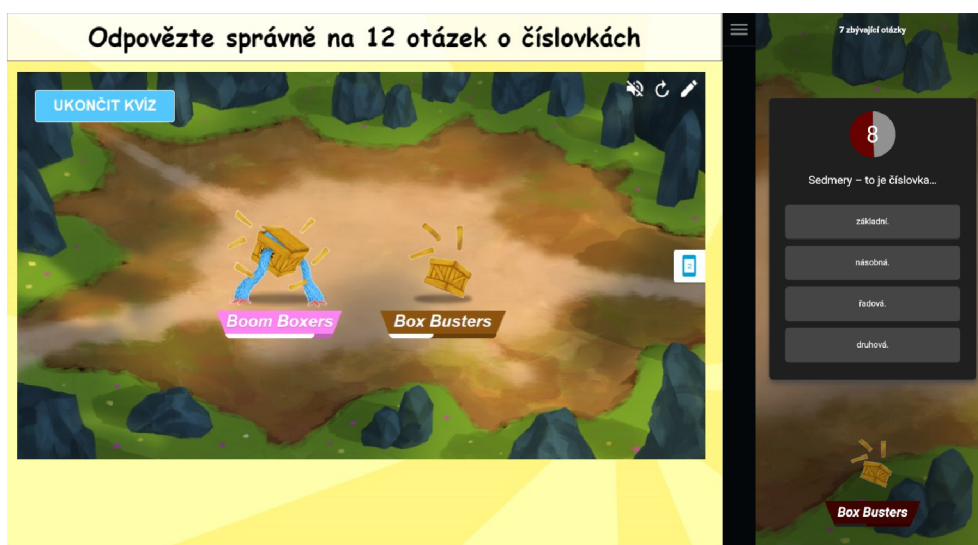 Odpovězte správně na 12 otázek o číslovkách
UKONČIT KVÍZ
Boom Boxers
Box Busters
2
7 zbývající otázky
8
Sedmery – to je číslovka...
základní.
násobná.
řadová.
druhová.
Box Busters